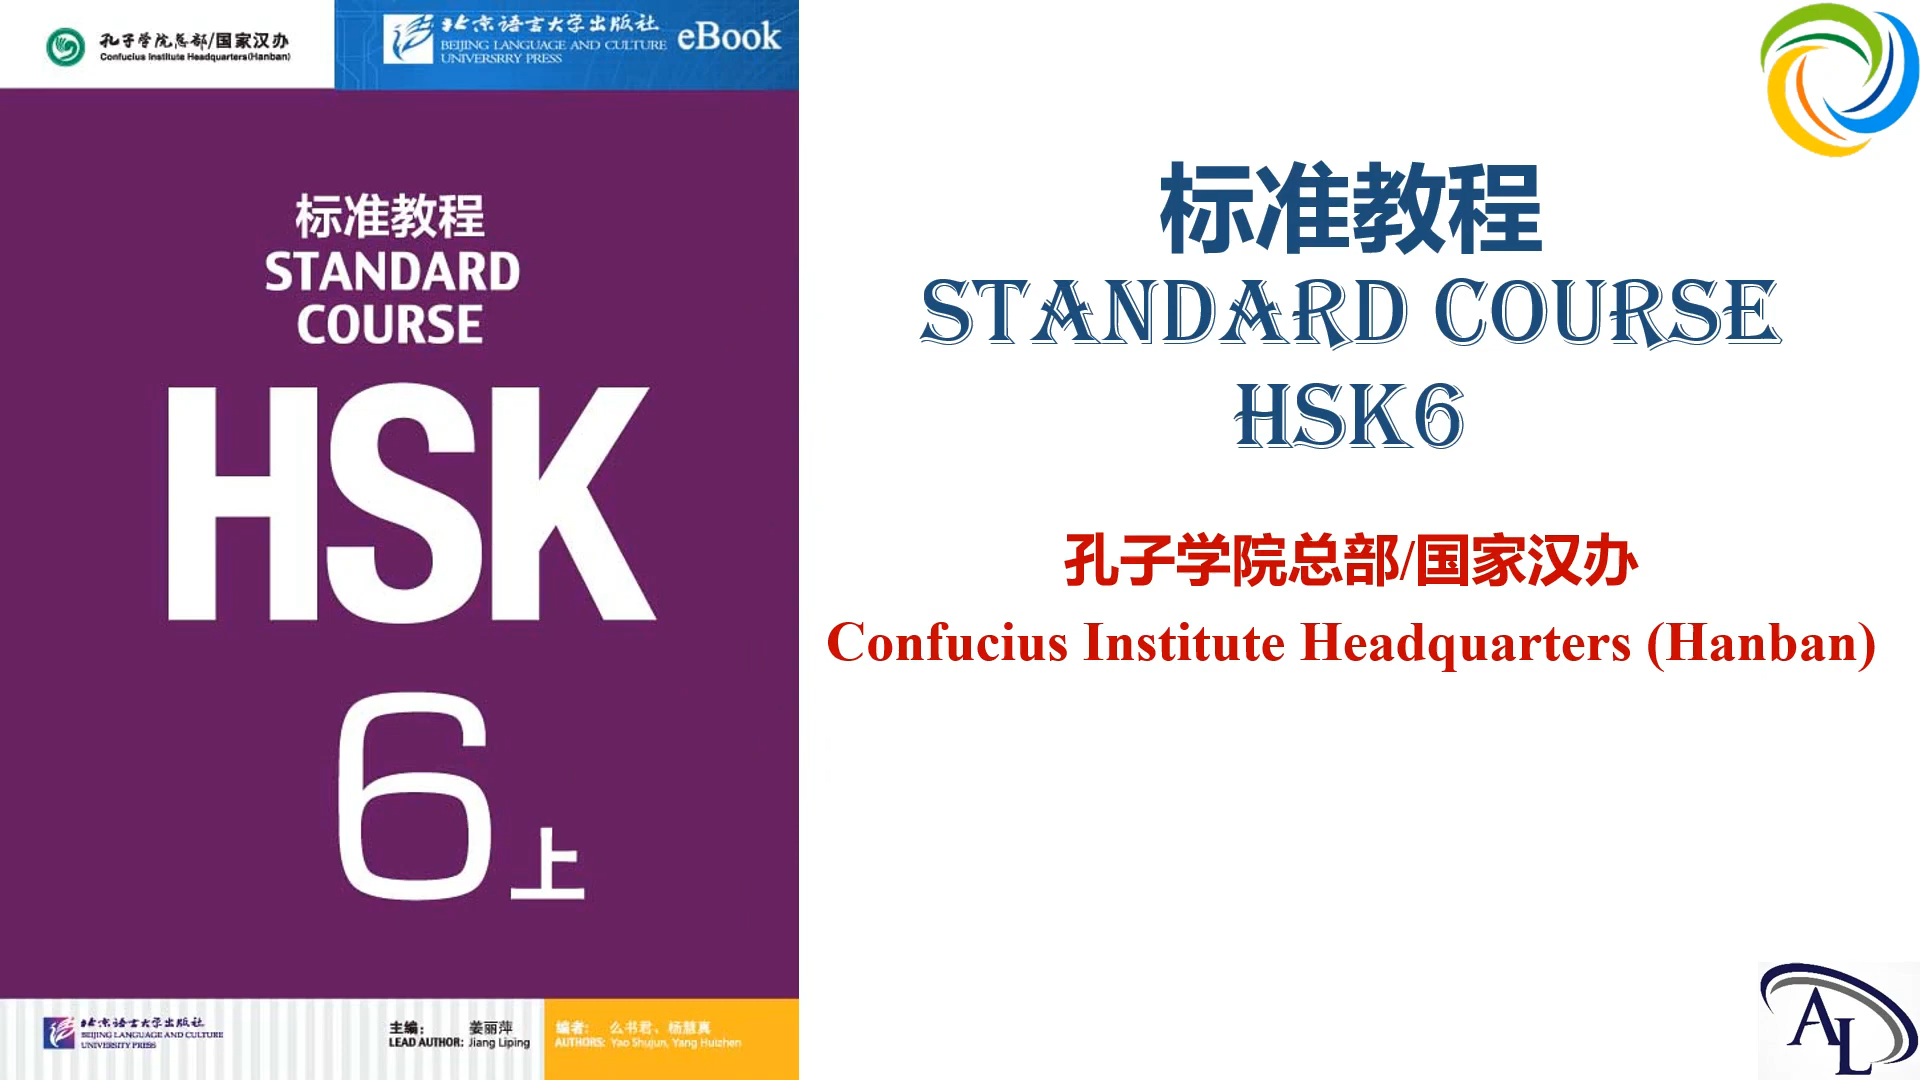 孔子学院总部/国家汉办
Confucius Institute Headquarters(Hanban)
北京语言大学出版社
BEIJING LANGUAGE AND CULTURE
UNIVERSRRY PRESS
eBook
标准教程
STANDARD
COURSE
HSK
6上
北京语言大学出版社
BEIJING LANGUAGE AND CULTURE
UNIVERSITY PRESS
主编： 姜丽萍
LEAD AUTHOR: Jiang Liping
编者： 么书君、杨慧真
AUTHORS: Yao Shujun, Yang Huizhen
标准教程
STANDARD COURSE
HSK6
孔子学院总部/国家汉办
Confucius Institute Headquarters (Hanban)
AL